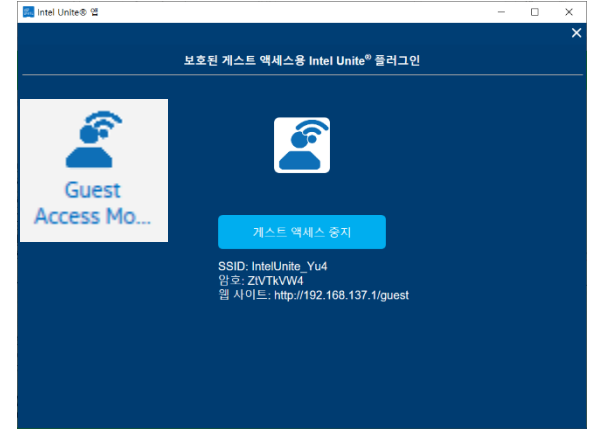 Intel Unite® 앱
보호된 게스트 액세스용 Intel Unite® 플러그인
Guest
Access Mo...
게스트 액세스 중지
SSID: IntelUnite_Yu4
암호: ZtVTkVW4
웹 사이트: http://192.168.137.1/guest